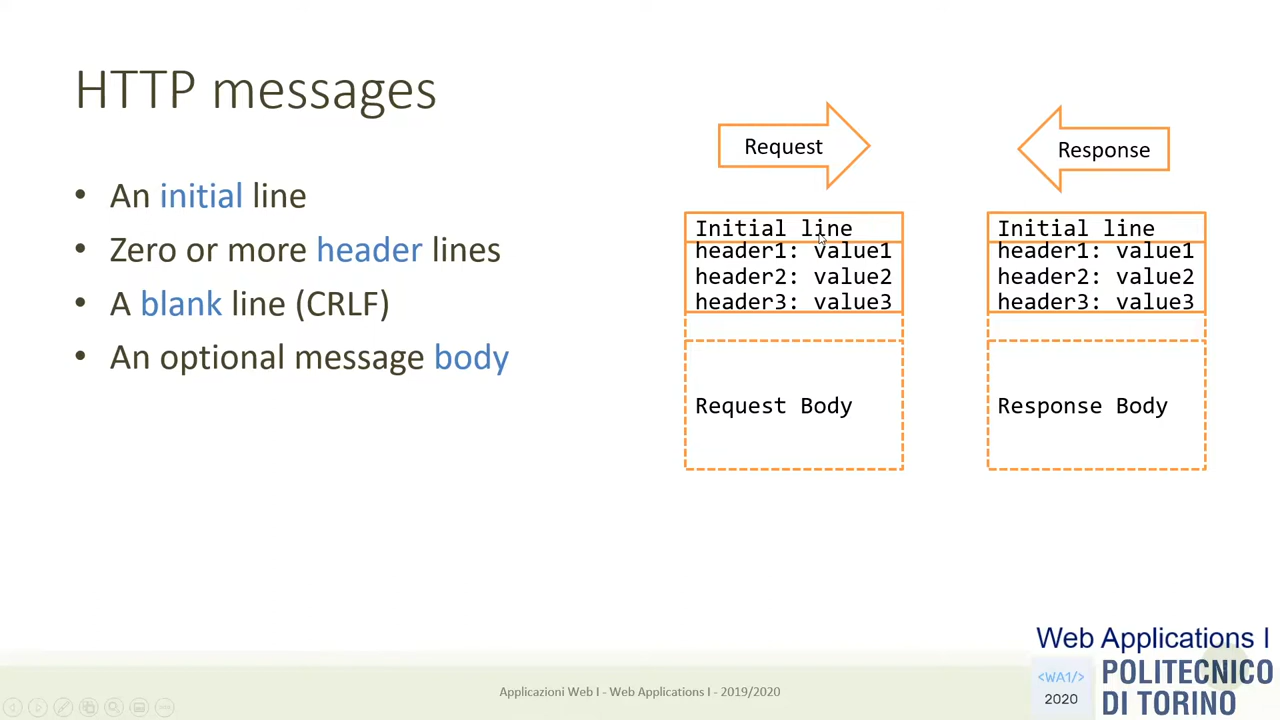 HTTP messages
• An initial line
• Zero or more header lines
• A blank line (CRLF)
• An optional message body
Request
Initial line
header1: value1
header2: value2
header3: value3
Request Body
Response
Initial line
header1: value1
header2: value2
header3: value3
Response Body
Applicazioni Web I - Web Applications I - 2019/2020
Web Applications I
<WA1/>
2020
POLITECNICO
DI TORINO